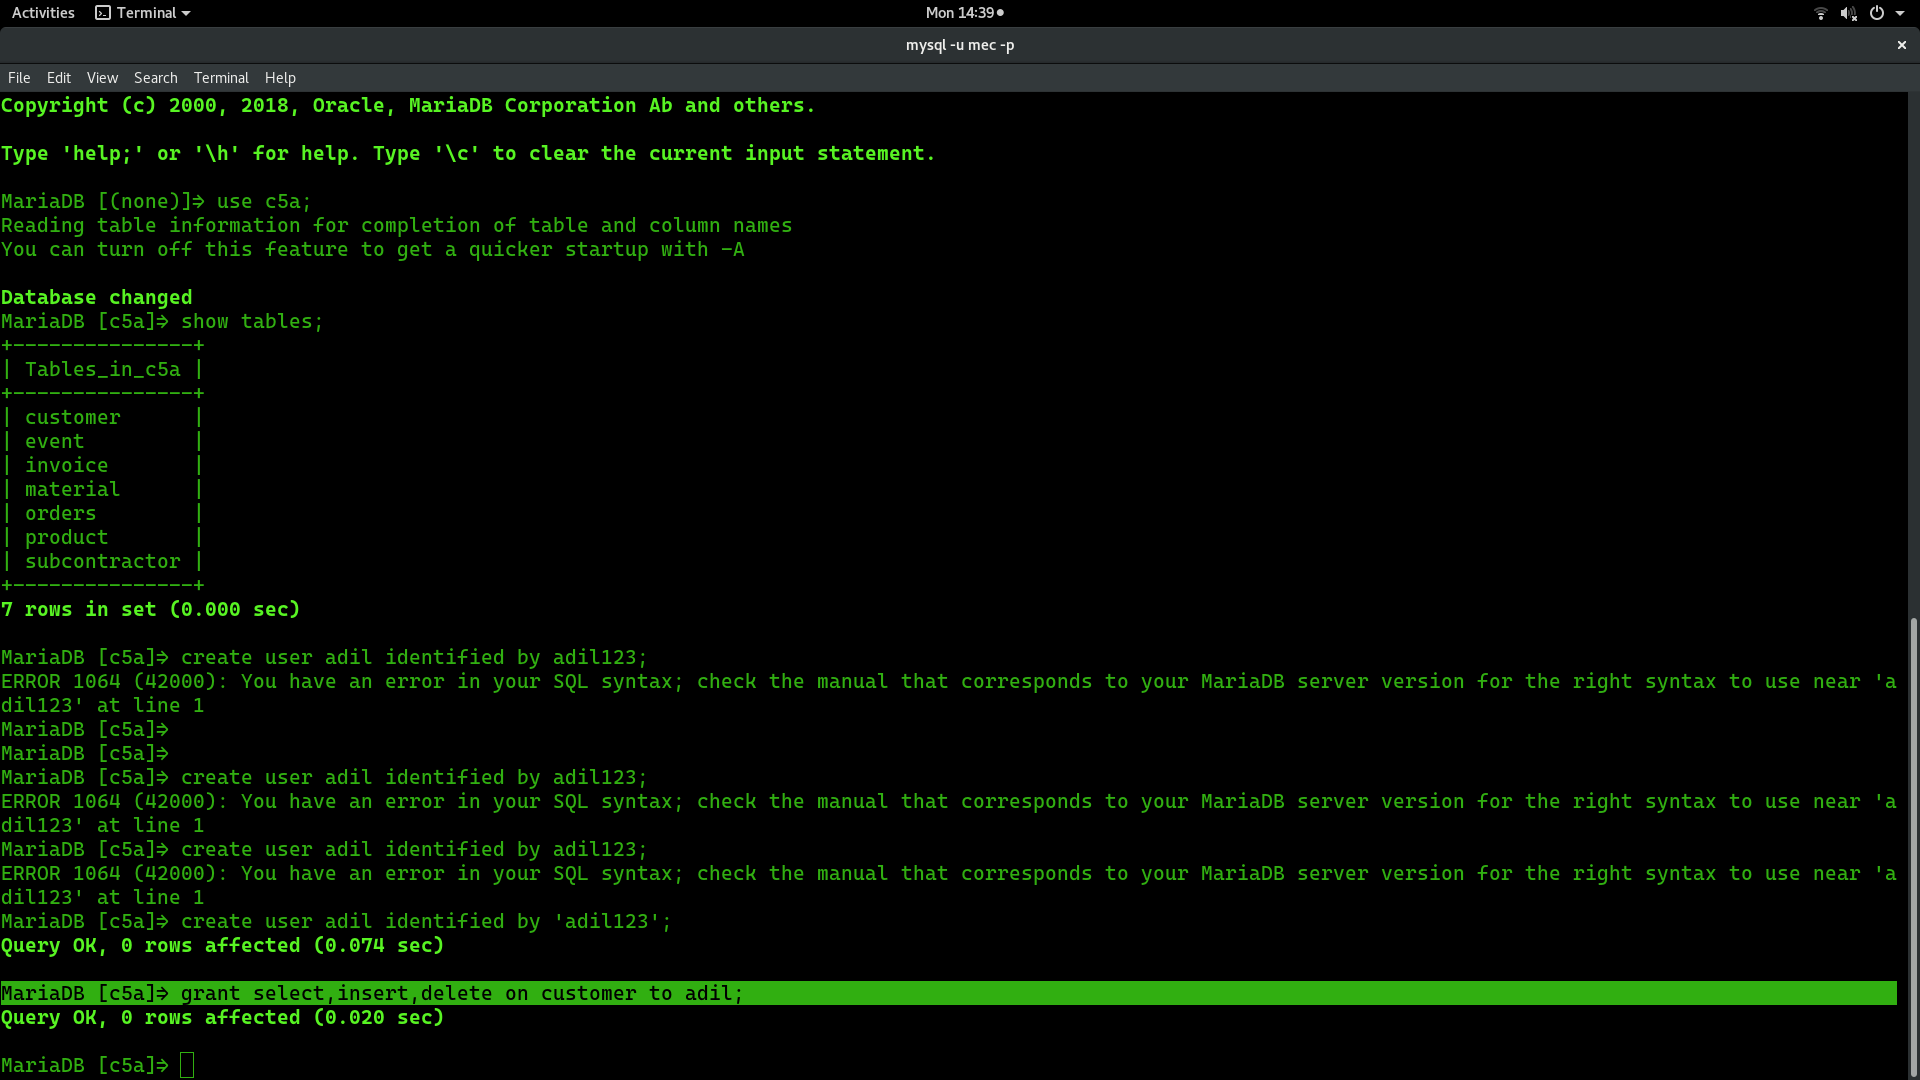 Activities Terminal Mon 14:39
mysql -u mec -p
File Edit View Search Terminal Help
Copyright (c) 2000, 2018, Oracle, MariaDB Corporation Ab and others.
Type 'help;' or '\h' for help. Type '\c' to clear the current input statement.
MariaDB [(none)]> use c5a;
Reading table information for completion of table and column names
You can turn off this feature to get a quicker startup with -A
Database changed
MariaDB [c5a]> show tables;
+---------------+
| Tables_in_c5a |
+---------------+
| customer      |
| event         |
| invoice       |
| material      |
| orders        |
| product       |
| subcontractor |
+---------------+
7 rows in set (0.000 sec)
MariaDB [c5a]> create user adil identified by adil123;
ERROR 1064 (42000): You have an error in your SQL syntax; check the manual that corresponds to your MariaDB server version for the right syntax to use near 'a
dil123' at line 1
MariaDB [c5a]>
MariaDB [c5a]>
MariaDB [c5a]> create user adil identified by adil123;
ERROR 1064 (42000): You have an error in your SQL syntax; check the manual that corresponds to your MariaDB server version for the right syntax to use near 'a
dil123' at line 1
MariaDB [c5a]> create user adil identified by adil123;
ERROR 1064 (42000): You have an error in your SQL syntax; check the manual that corresponds to your MariaDB server version for the right syntax to use near 'a
dil123' at line 1
MariaDB [c5a]> create user adil identified by 'adil123';
Query OK, 0 rows affected (0.074 sec)
MariaDB [c5a]> grant select,insert,delete on customer to adil;
Query OK, 0 rows affected (0.020 sec)
MariaDB [c5a]>